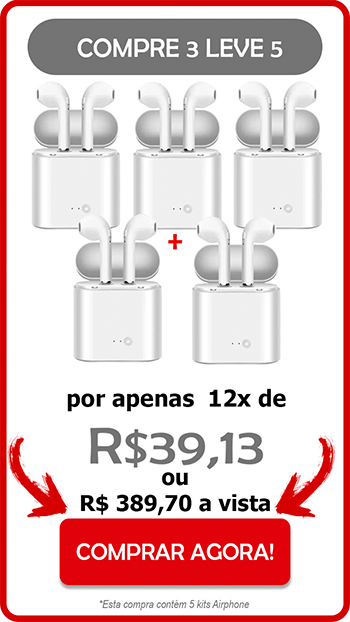 COMPRE 3 LEVE 5
+
por apenas 12x de
R$39,13
ou
R$ 389,70 a vista
COMPRAR AGORA!
*Esta compra contèm 5 kits Airphone